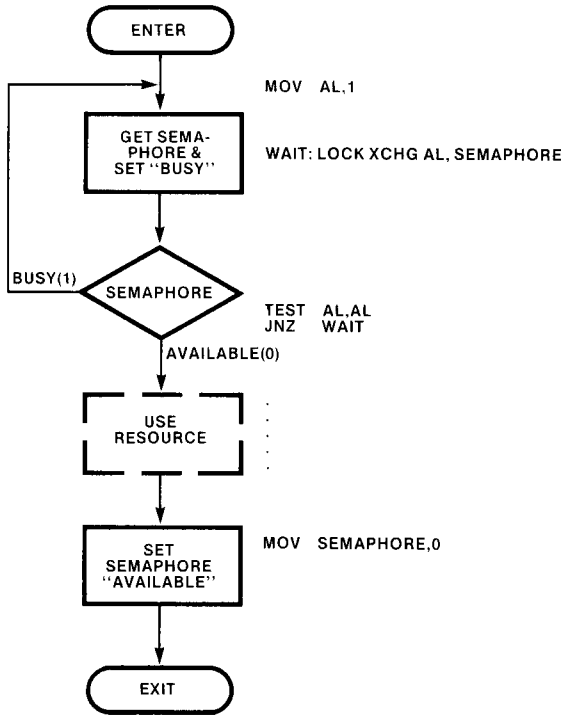 ENTER
MOV AL,1
GET SEMA-
PHORE &
SET "BUSY"
WAIT: LOCK XCHG AL, SEMAPHORE
BUSY(1)
SEMAPHORE
TEST AL,AL
JNZ WAIT
AVAILABLE(0)
USE
RESOURCE
.
.
.
.
.
SET
SEMAPHORE
"AVAILABLE"
MOV SEMAPHORE,0
EXIT